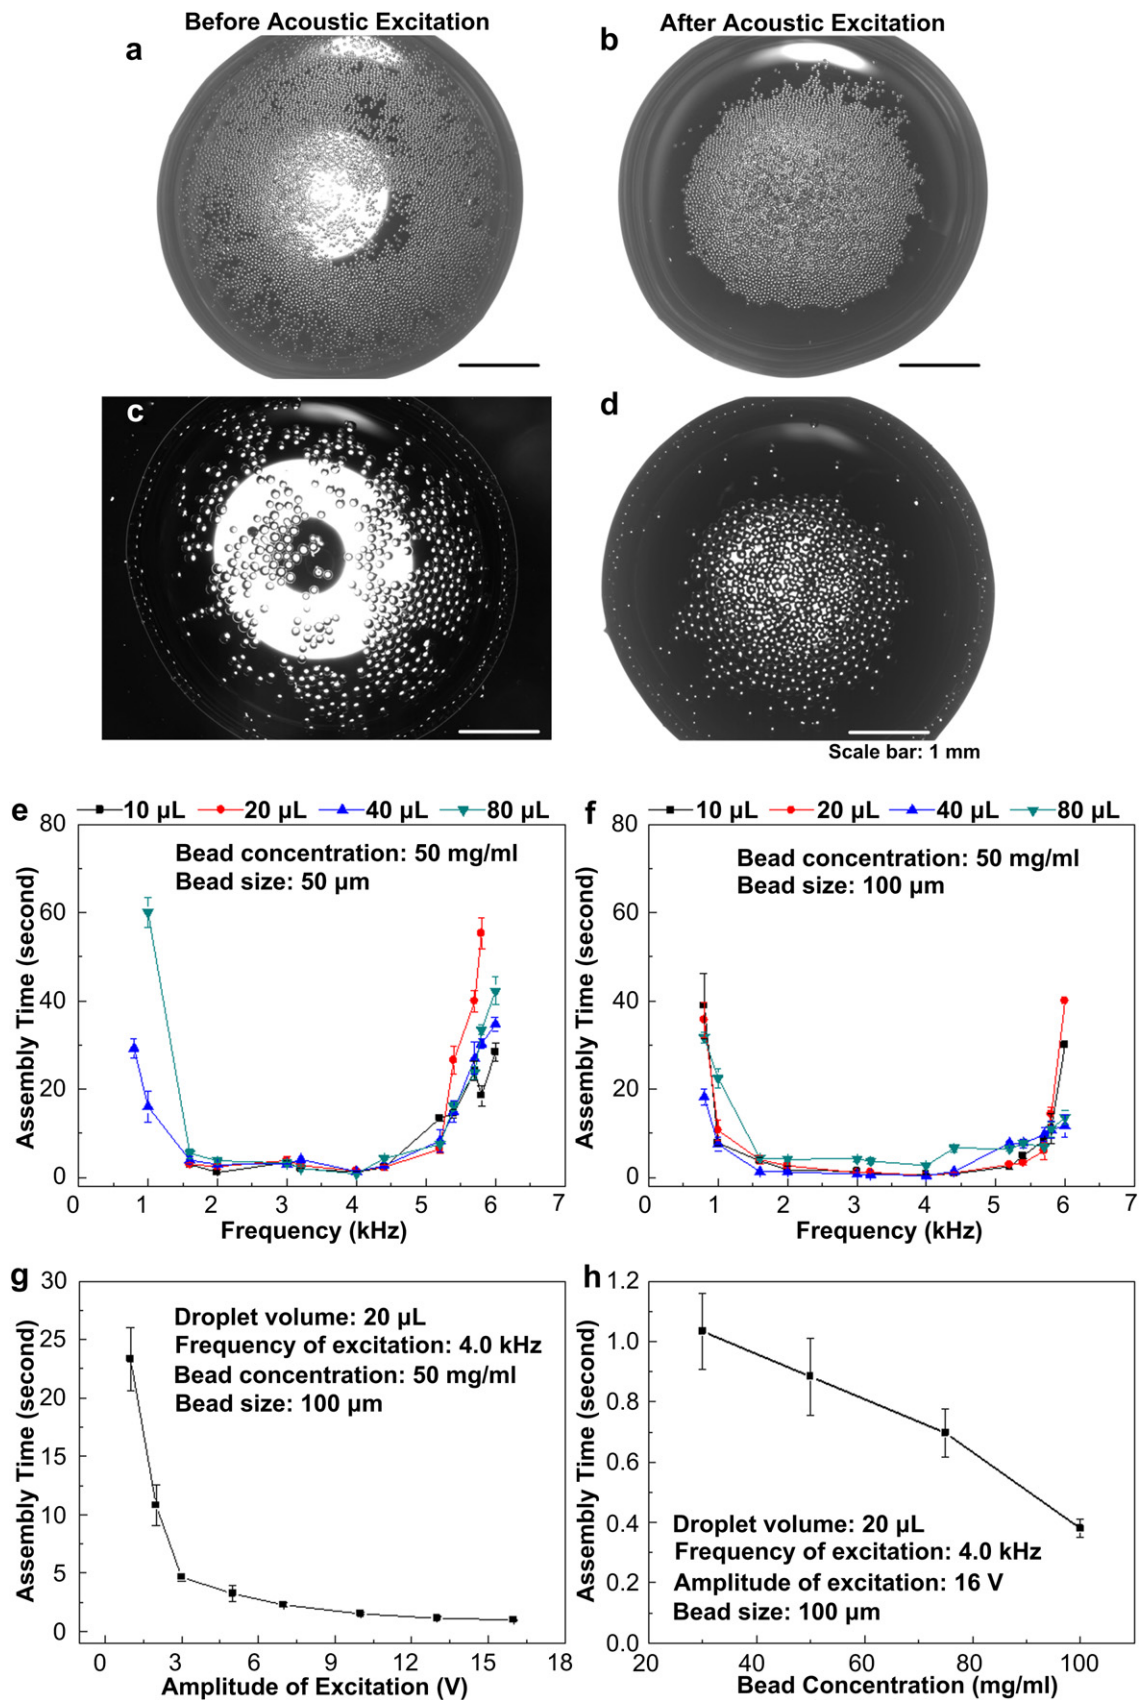 Before Acoustic Excitation
After Acoustic Excitation
a
b
c
d
Scale bar: 1 mm
e
10 µL 20 µL 40 µL 80 µL
Bead concentration: 50 mg/ml
Bead size: 50 µm
80
60
40
20
0
Assembly Time (second)
0 1 2 3 4 5 6 7
Frequency (kHz)
f
10 µL 20 µL 40 µL 80 µL
Bead concentration: 50 mg/ml
Bead size: 100 µm
80
60
40
20
0
Assembly Time (second)
0 1 2 3 4 5 6 7
Frequency (kHz)
g
Droplet volume: 20 µL
Frequency of excitation: 4.0 kHz
Bead concentration: 50 mg/ml
Bead size: 100 µm
30
25
20
15
10
5
0
Assembly Time (second)
0 3 6 9 12 15 18
Amplitude of Excitation (V)
h
1.2
1.0
0.8
0.6
0.4
0.2
0.0
Assembly Time (second)
Droplet volume: 20 µL
Frequency of excitation: 4.0 kHz
Amplitude of excitation: 16 V
Bead size: 100 µm
20 40 60 80 100
Bead Concentration (mg/ml)